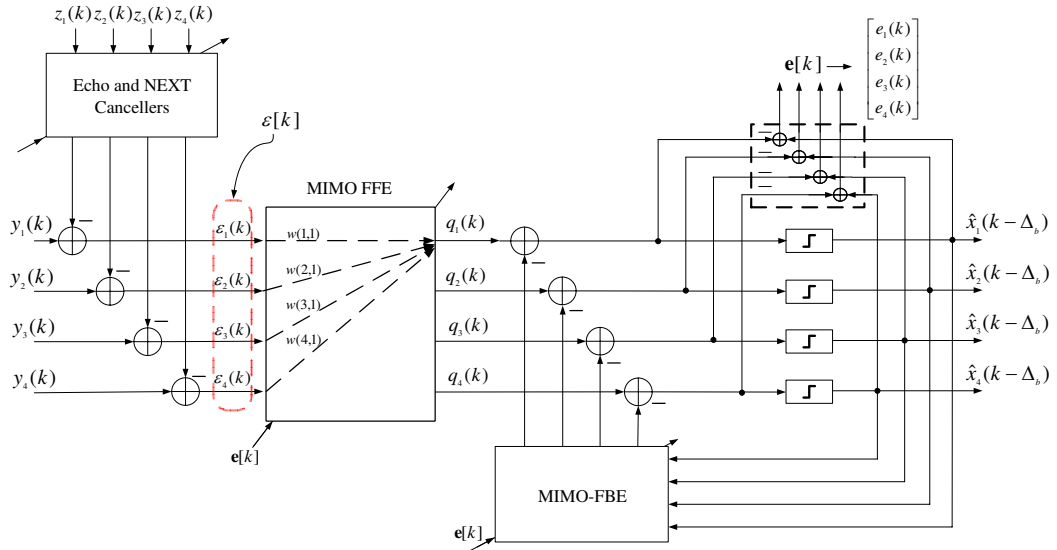 z₁(k) z₂(k) z₃(k) z₄(k)
Echo and NEXT
Cancellers
ε[k]
MIMO FFE
e[k]
e₁(k)
e₂(k)
e₃(k)
e₄(k)
y₁(k)
ε₁(k)
w(1,1)
q₁(k)
x̂₁(k − Δ_b)
y₂(k)
ε₂(k)
w(2,1)
q₂(k)
x̂₂(k − Δ_b)
y₃(k)
ε₃(k)
w(3,1)
q₃(k)
x̂₃(k − Δ_b)
y₄(k)
ε₄(k)
w(4,1)
q₄(k)
x̂₄(k − Δ_b)
e[k]
MIMO-FBE
e[k]